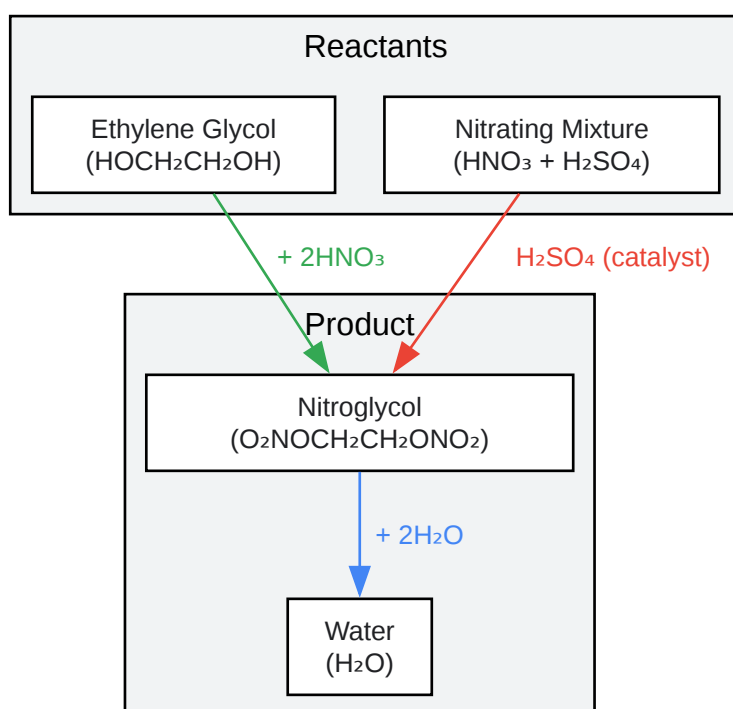 Reactants
Ethylene Glycol
(HOCH₂CH₂OH)
Nitrating Mixture
(HNO₃ + H₂SO₄)
+ 2HNO₃
H₂SO₄ (catalyst)
Product
Nitroglycol
(O₂NOCH₂CH₂ONO₂)
+ 2H₂O
Water
(H₂O)